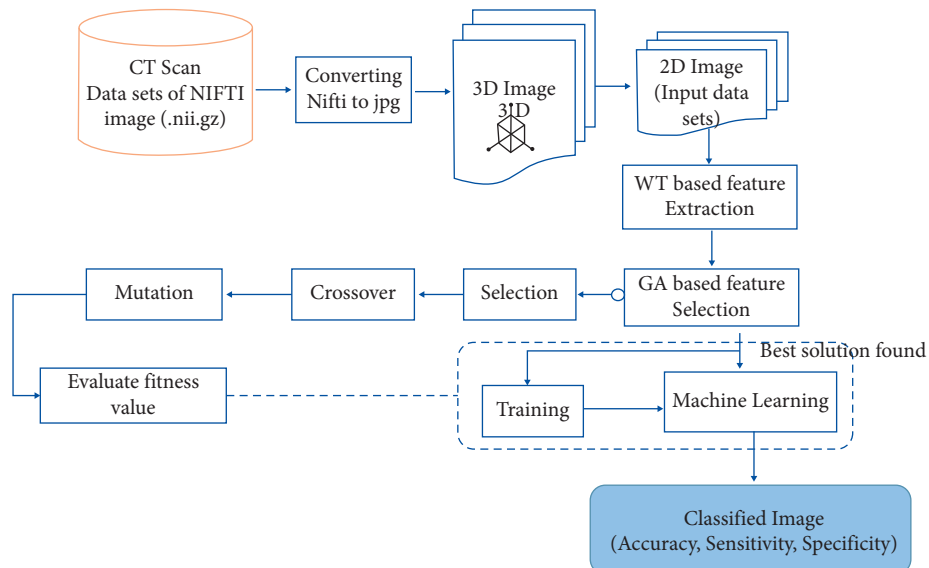 CT Scan
Data sets of NIFTI
image (.nii.gz)
Converting
Nifti to jpg
3D Image
3D
2D Image
(Input data
sets)
WT based feature
Extraction
Mutation
Crossover
Selection
GA based feature
Selection
Best solution found
Evaluate fitness
value
Training
Machine Learning
Classified Image
(Accuracy, Sensitivity, Specificity)